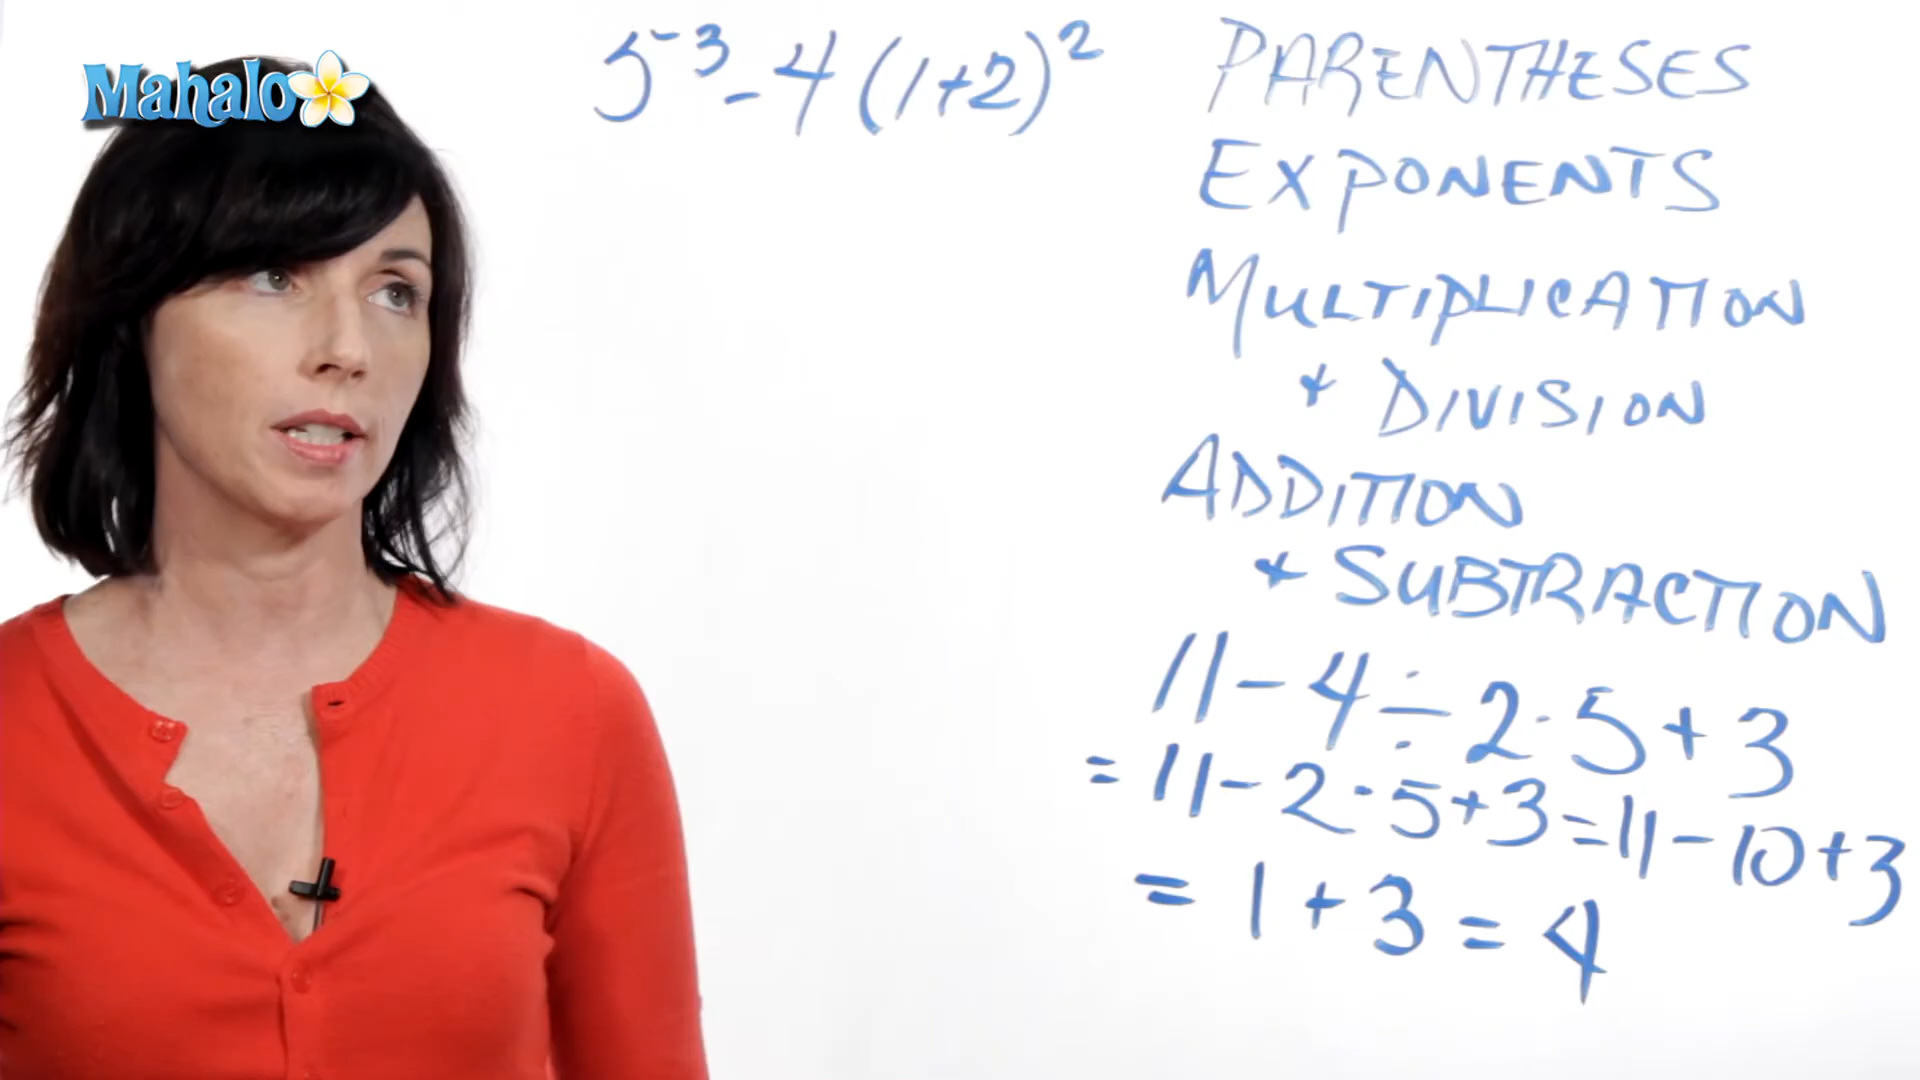 Mahalo
5⁻³ - 4(1+2)²
PARENTHESES
EXPONENTS
MULTIPLICATION
+ DIVISION
ADDITION
+ SUBTRACTION
11 - 4 ÷ 2 · 5 + 3
= 11 - 2 · 5 + 3 = 11 - 10 + 3
= 1 + 3 = 4